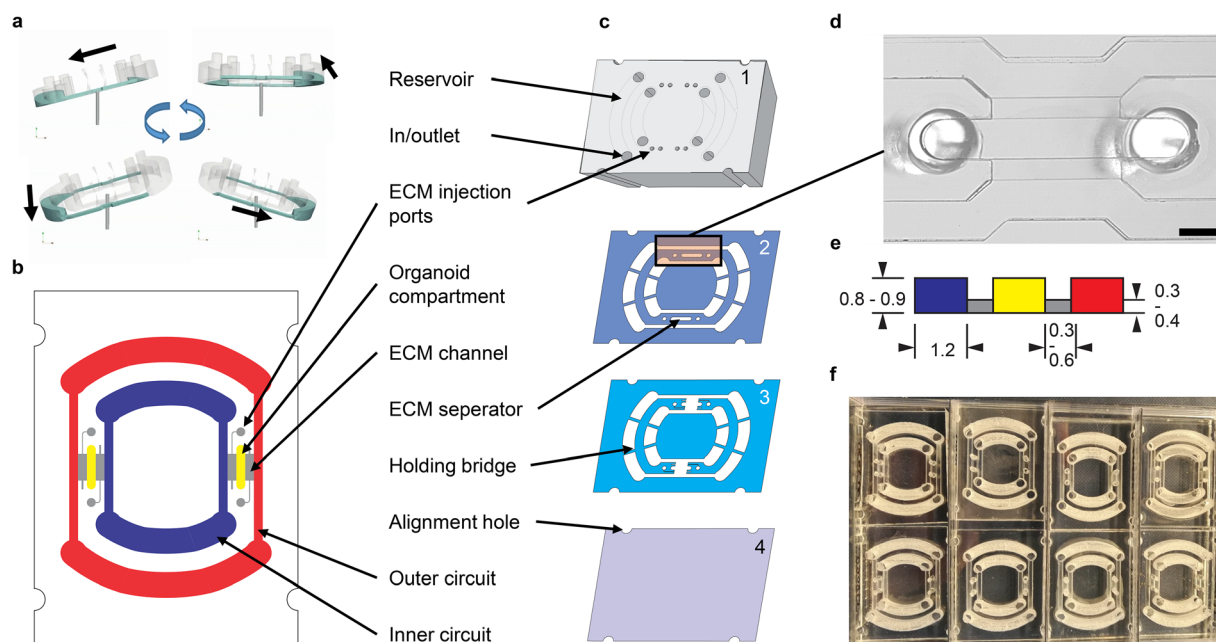 a
b
c
d
e
f
Reservoir
In/outlet
ECM injection
ports
Organoid
compartment
ECM channel
ECM seperator
Holding bridge
Alignment hole
Outer circuit
Inner circuit
1
2
3
4
0.8 - 0.9
1.2
0.3
-
0.6
0.3
-
0.4